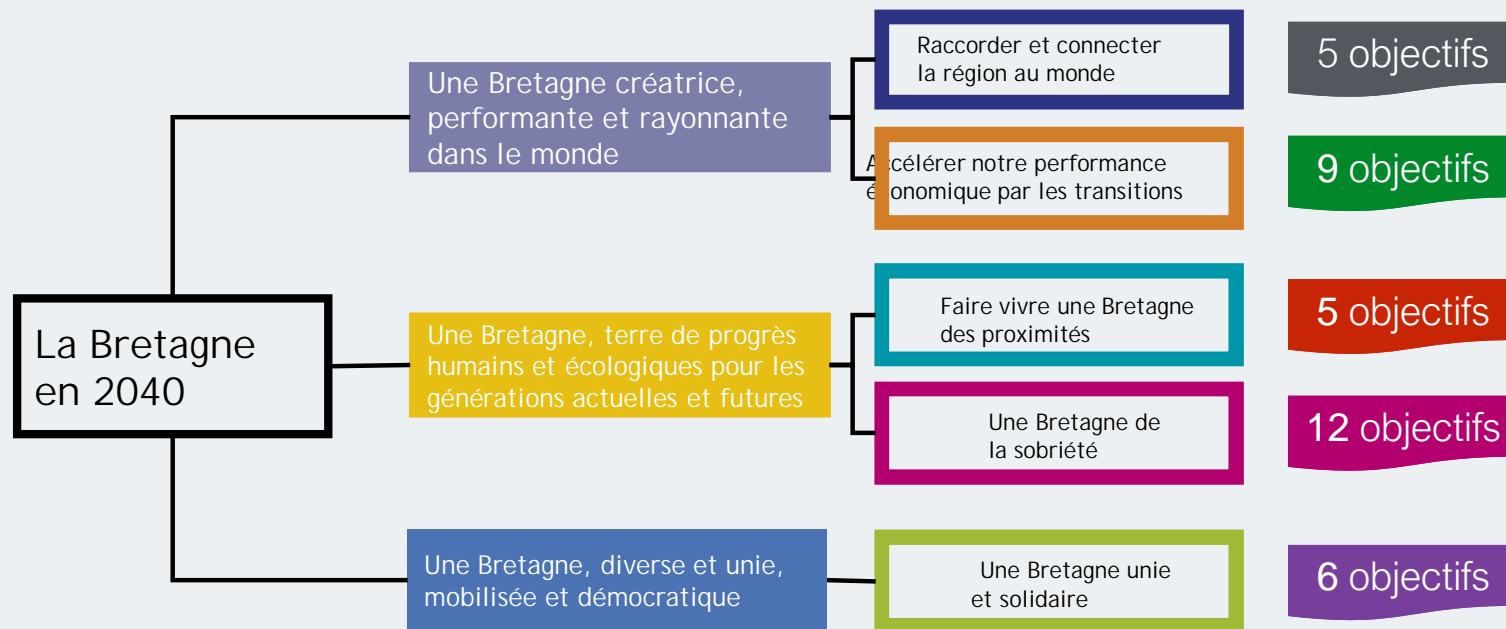 La Bretagne
en 2040
Une Bretagne créatrice,
performante et rayonnante
dans le monde
Raccorder et connecter
la région au monde
5 objectifs
Accélérer notre performance
économique par les transitions
9 objectifs
Une Bretagne, terre de progrès
humains et écologiques pour les
générations actuelles et futures
Faire vivre une Bretagne
des proximités
5 objectifs
Une Bretagne de
la sobriété
12 objectifs
Une Bretagne, diverse et unie,
mobilisée et démocratique
Une Bretagne unie
et solidaire
6 objectifs